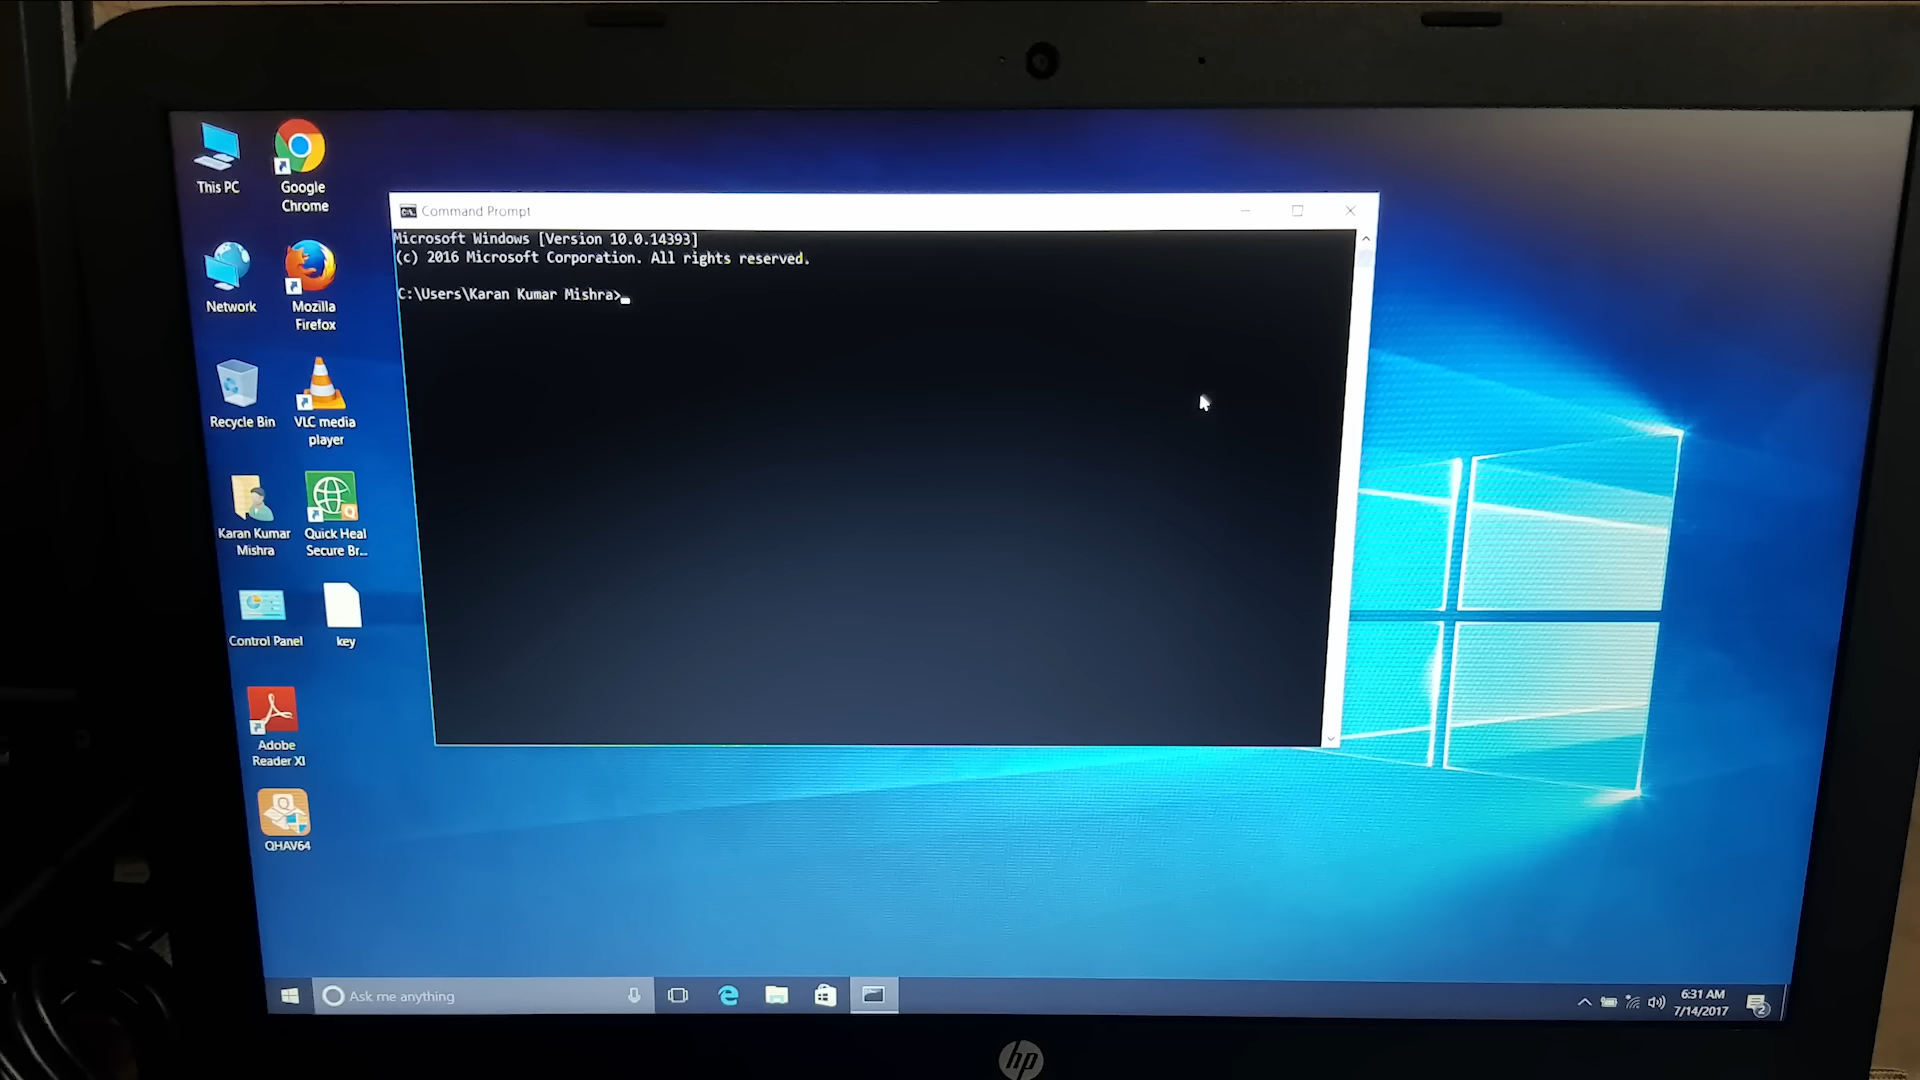 This PC
Google
Chrome
Network
Mozilla
Firefox
Recycle Bin
VLC media
player
Karan Kumar
Mishra
Quick Heal
Secure Br...
Control Panel
key
Adobe
Reader XI
QHAV64
Command Prompt
Microsoft Windows [Version 10.0.14393]
(c) 2016 Microsoft Corporation. All rights reserved.
C:\Users\Karan Kumar Mishra>
Ask me anything
6:31 AM
7/14/2017
2
hp